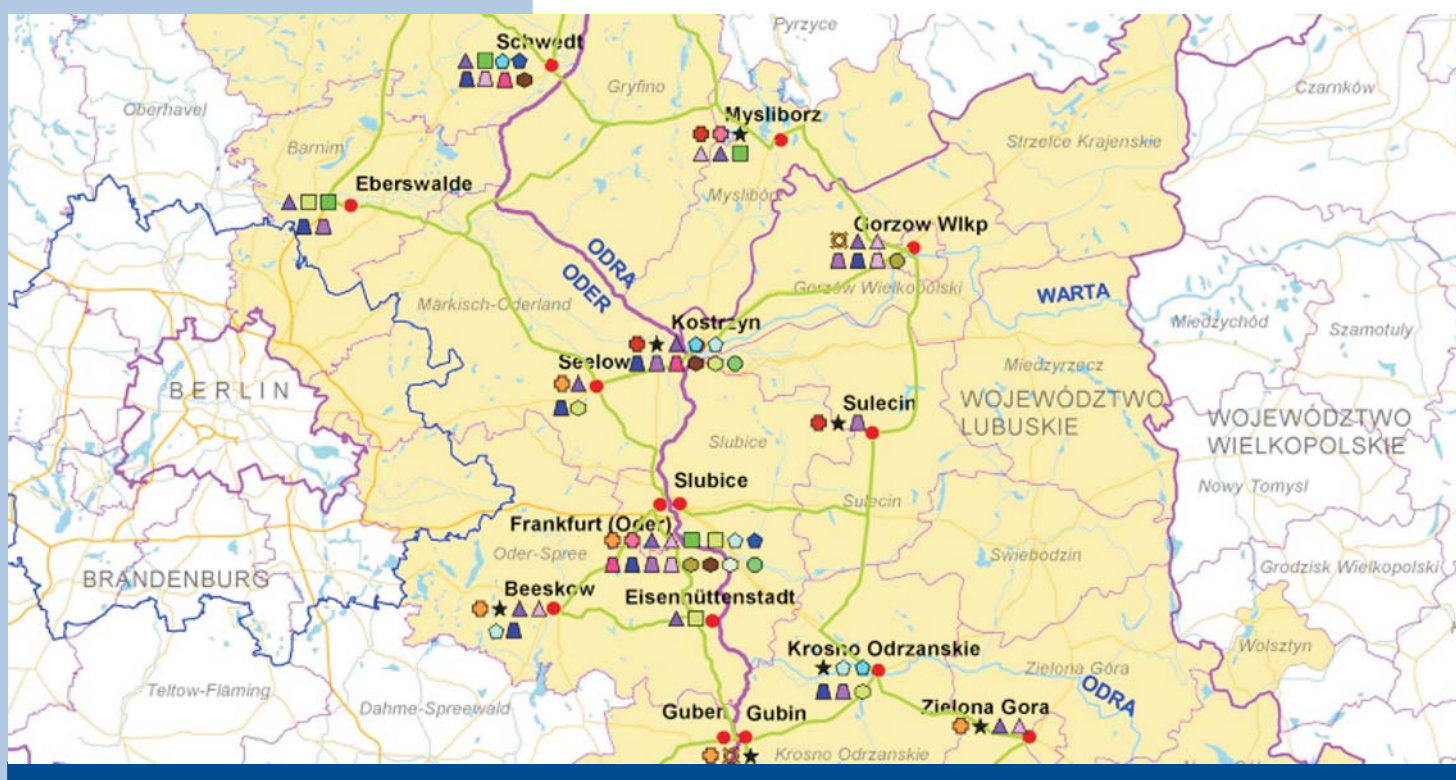 Pyrzyce
Schwedt
Czarnków
Gryfino
Oberhavel
Mysliborz
Strzelce Krajenskie
Barnim
Eberswalde
Mysliborz
Gorzow Wlkp
ODRA
ODER
Gorzów Wielkopolski
WARTA
Märkisch-Oderland
Miedzychód
Szamotuly
Kostrzyn
Seelow
Miedzyrzecz
BERLIN
Sulecin
WOJEWÓDZTWO
LUBUSKIE
WOJEWÓDZTWO
WIELKOPOLSKIE
Slubice
Nowy Tomysl
Slubice
Sulecin
Frankfurt (Oder)
Oder-Spree
Swiebodzin
BRANDENBURG
Grodzisk Wielkopolski
Beeskow
Eisenhüttenstadt
Wolsztyn
Krosno Odrzanskie
Zielona Góra
Teltow-Fläming
ODRA
Dahme-Spreewald
Guben
Gubin
Zielona Gora
Krosno Odrzanskie